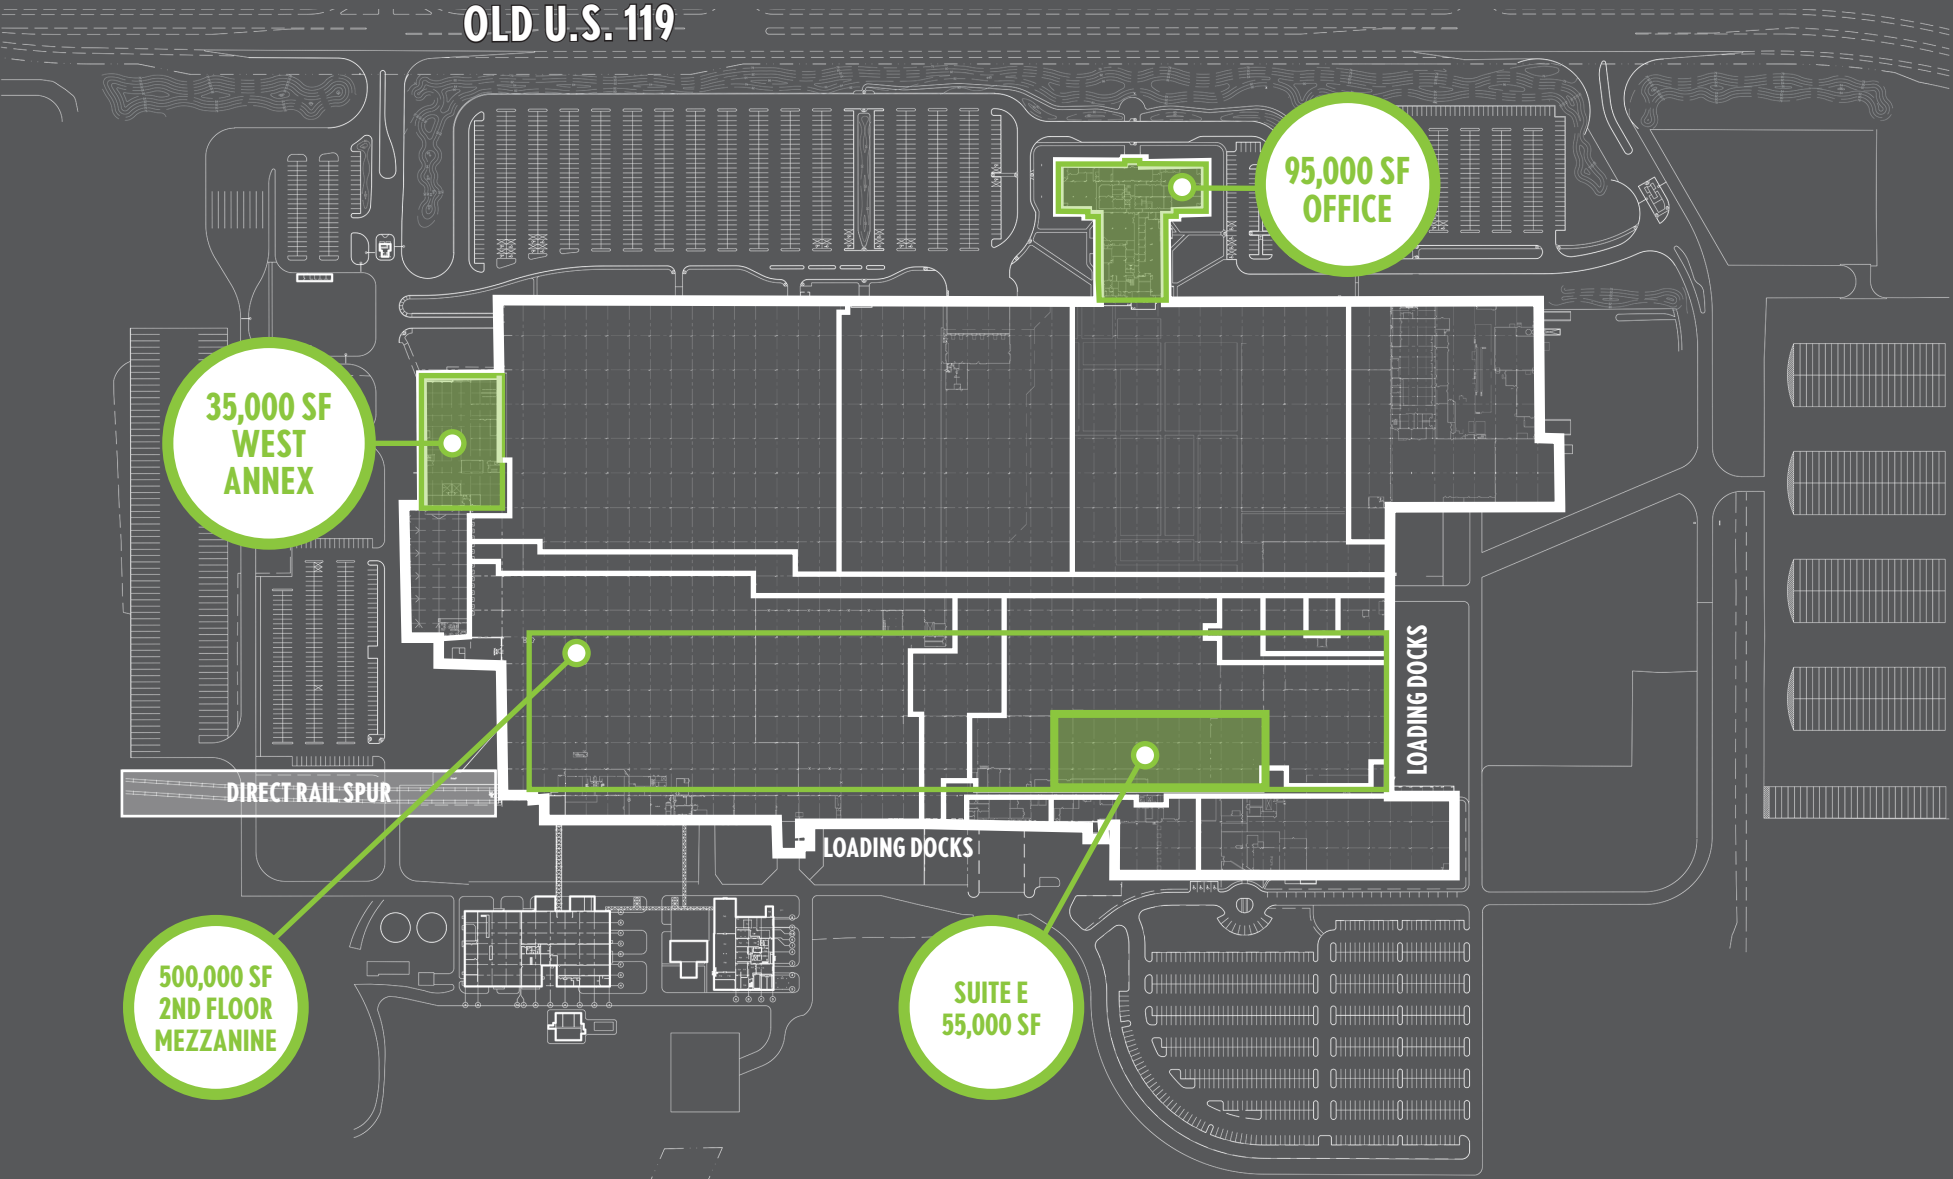 OLD U.S. 119
95,000 SF
OFFICE
35,000 SF
WEST
ANNEX
LOADING DOCKS
DIRECT RAIL SPUR
LOADING DOCKS
500,000 SF
2ND FLOOR
MEZZANINE
SUITE E
55,000 SF